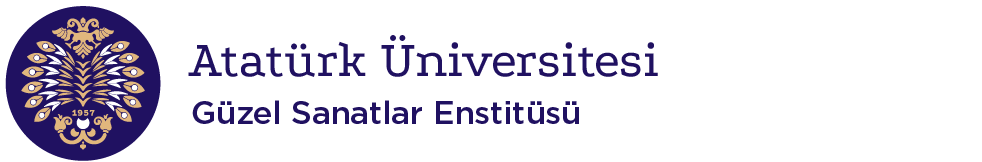 Atatürk Üniversitesi
Güzel Sanatlar Enstitüsü
1957